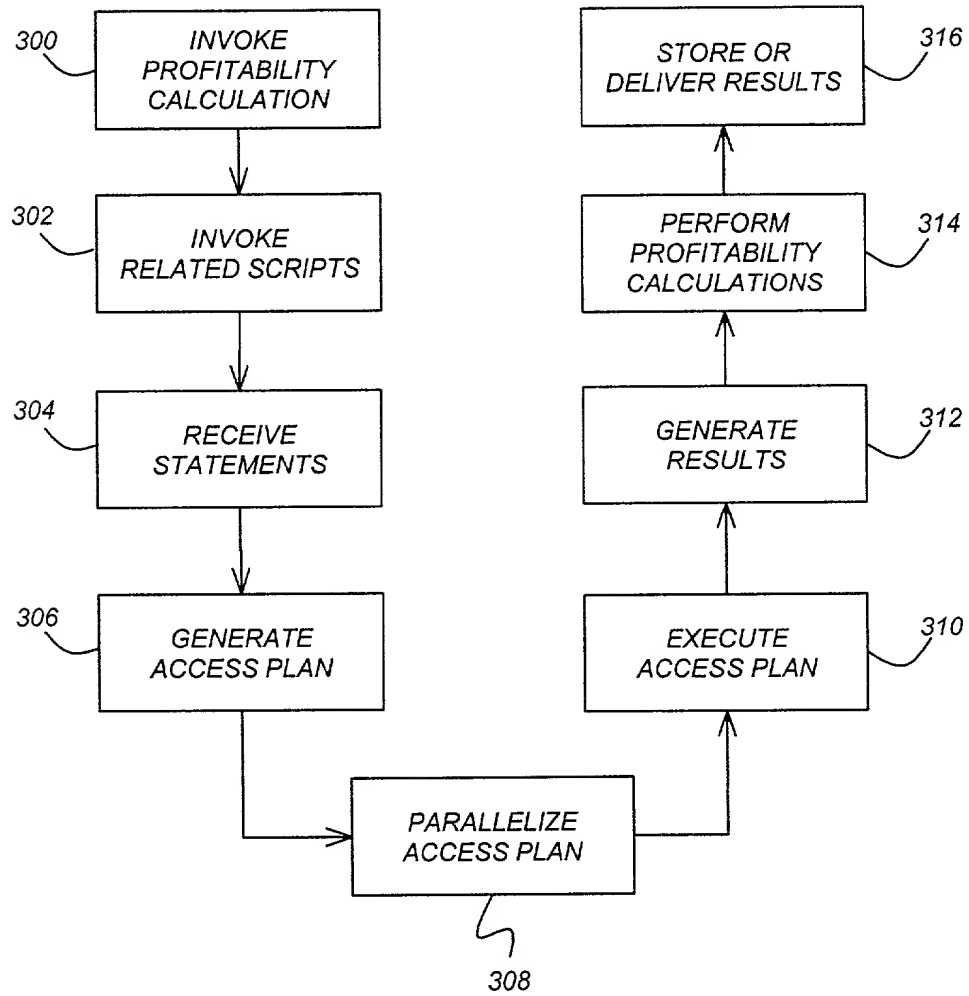 300
INVOKE
PROFITABILITY
CALCULATION
302
INVOKE
RELATED SCRIPTS
304
RECEIVE
STATEMENTS
306
GENERATE
ACCESS PLAN
PARALLELIZE
ACCESS PLAN
308
EXECUTE
ACCESS PLAN
310
GENERATE
RESULTS
312
PERFORM
PROFITABILITY
CALCULATIONS
314
STORE OR
DELIVER RESULTS
316